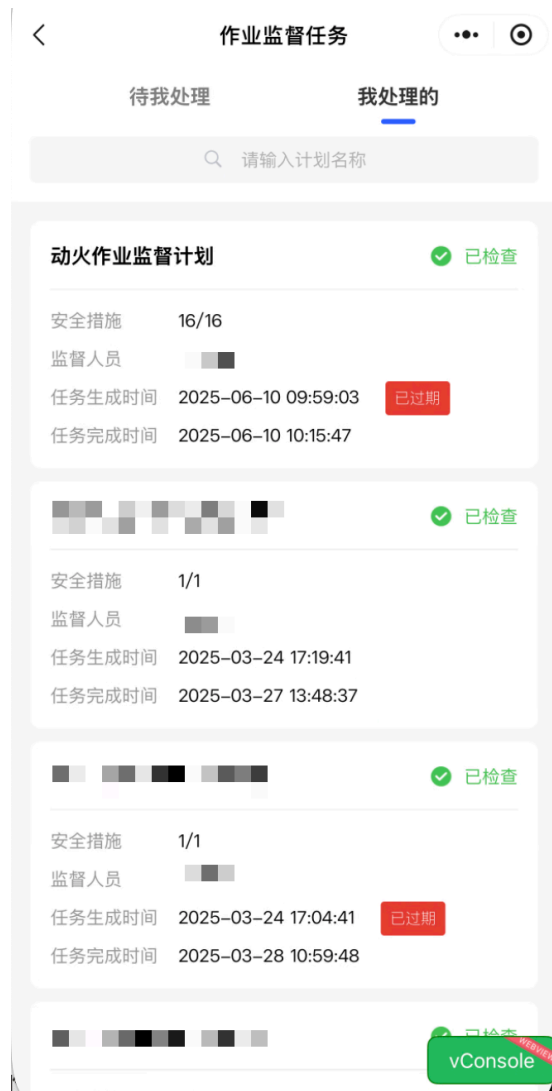 作业监督任务
待我处理 我处理的
请输入计划名称
动火作业监督计划 已检查
安全措施 16/16
监督人员
任务生成时间 2025-06-10 09:59:03 已过期
任务完成时间 2025-06-10 10:15:47
已检查
安全措施 1/1
监督人员
任务生成时间 2025-03-24 17:19:41
任务完成时间 2025-03-27 13:48:37
已检查
安全措施 1/1
监督人员
任务生成时间 2025-03-24 17:04:41 已过期
任务完成时间 2025-03-28 10:59:48
已检查
WEBVIEW
vConsole